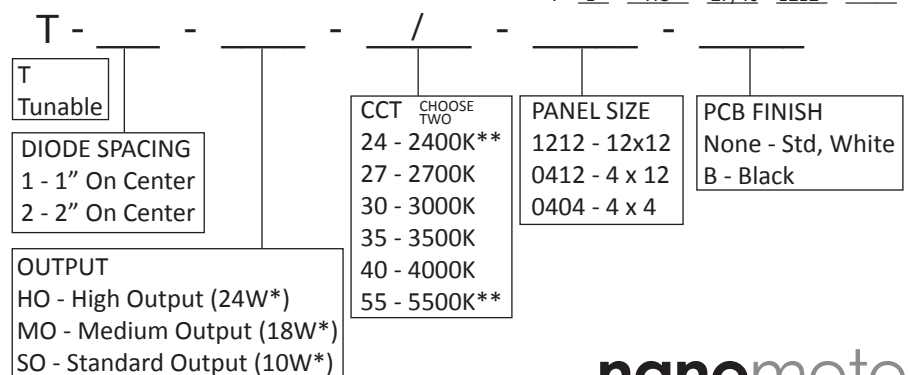 T - ___ - ____ - __/__ - _____ - _____
T
Tunable
DIODE SPACING
1 - 1” On Center
2 - 2” On Center
OUTPUT
HO - High Output (24W*)
MO - Medium Output (18W*)
SO - Standard Output (10W*)
CCT CHOOSE TWO
24 - 2400K**
27 - 2700K
30 - 3000K
35 - 3500K
40 - 4000K
55 - 5500K**
PANEL SIZE
1212 - 12x12
0412 - 4 x 12
0404 - 4 x 4
PCB FINISH
None - Std, White
B - Black